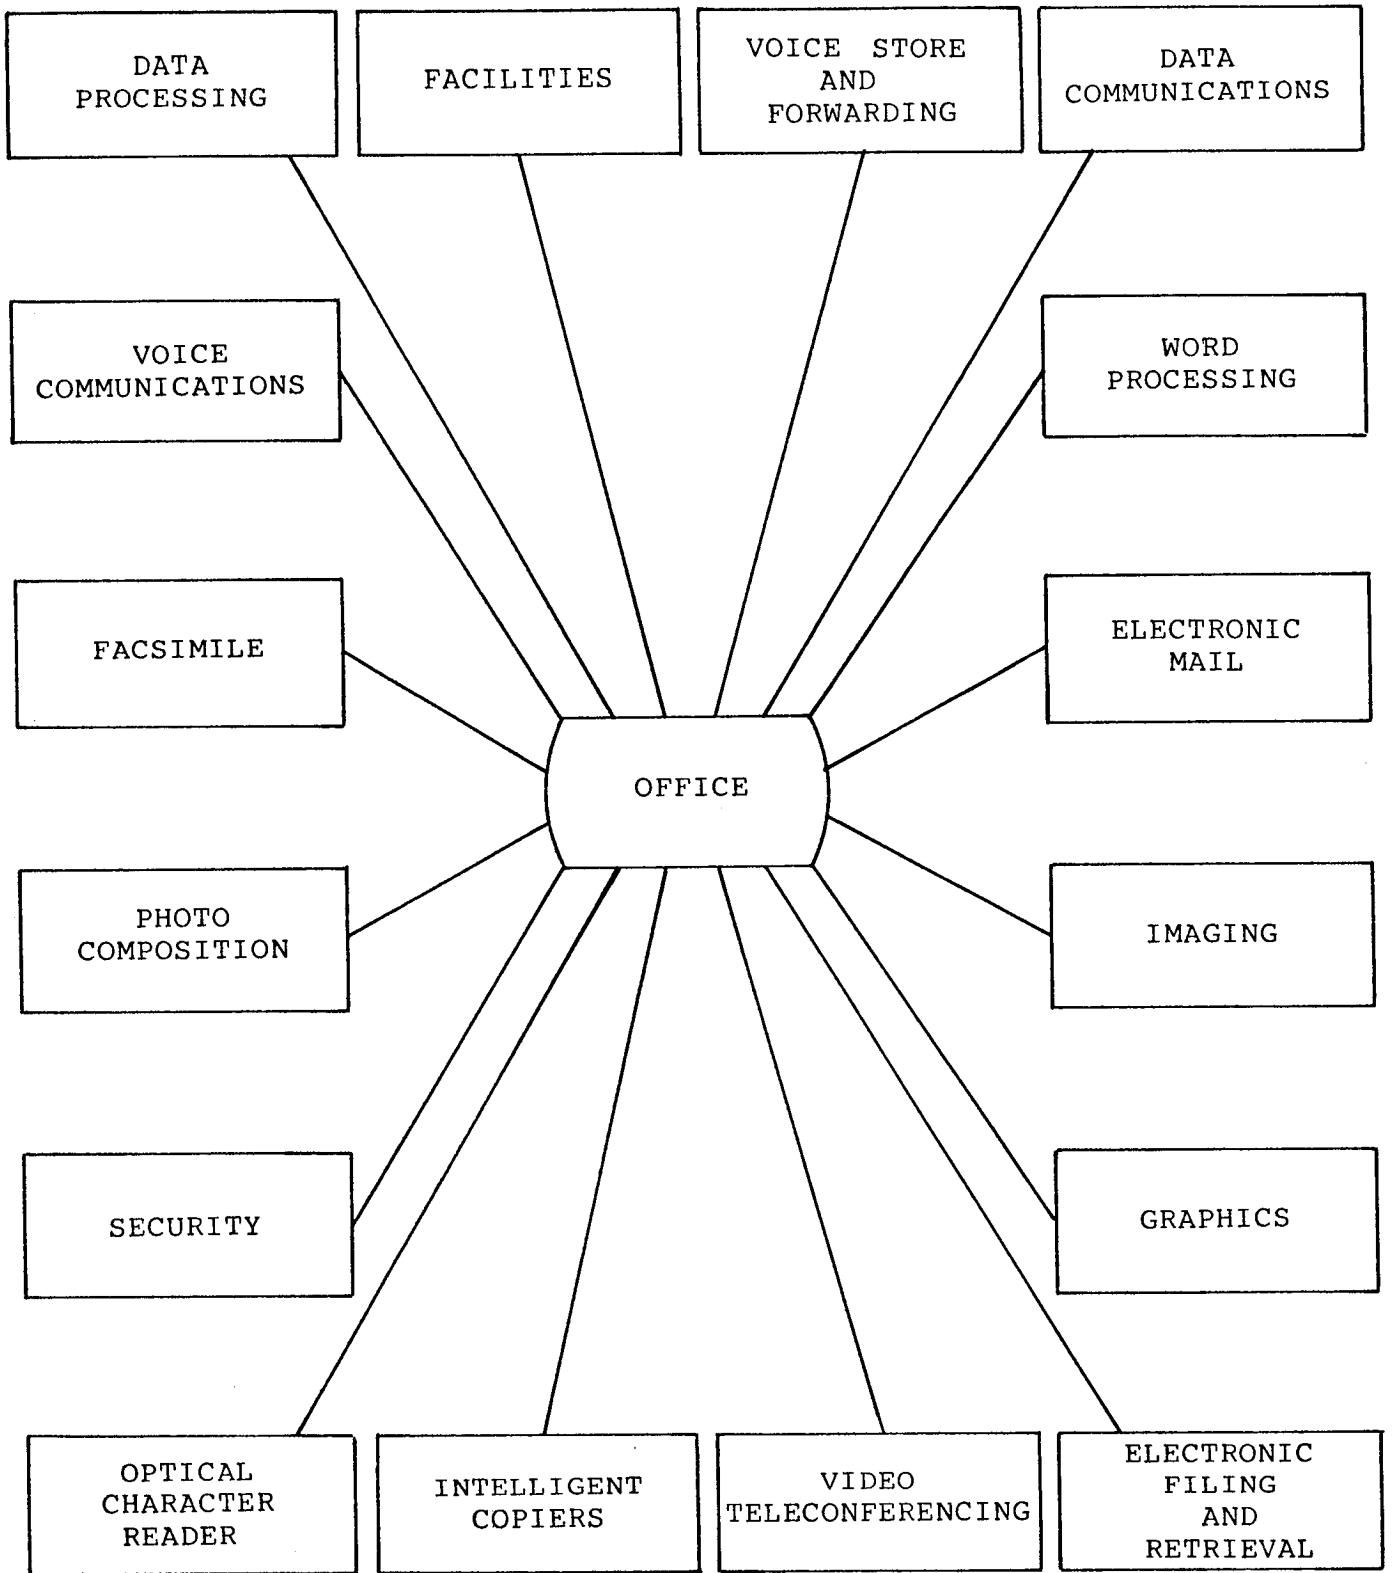 DATA
PROCESSING
FACILITIES
VOICE STORE
AND
FORWARDING
DATA
COMMUNICATIONS
VOICE
COMMUNICATIONS
WORD
PROCESSING
FACSIMILE
ELECTRONIC
MAIL
OFFICE
PHOTO
COMPOSITION
IMAGING
SECURITY
GRAPHICS
OPTICAL
CHARACTER
READER
INTELLIGENT
COPIERS
VIDEO
TELECONFERENCING
ELECTRONIC
FILING
AND
RETRIEVAL